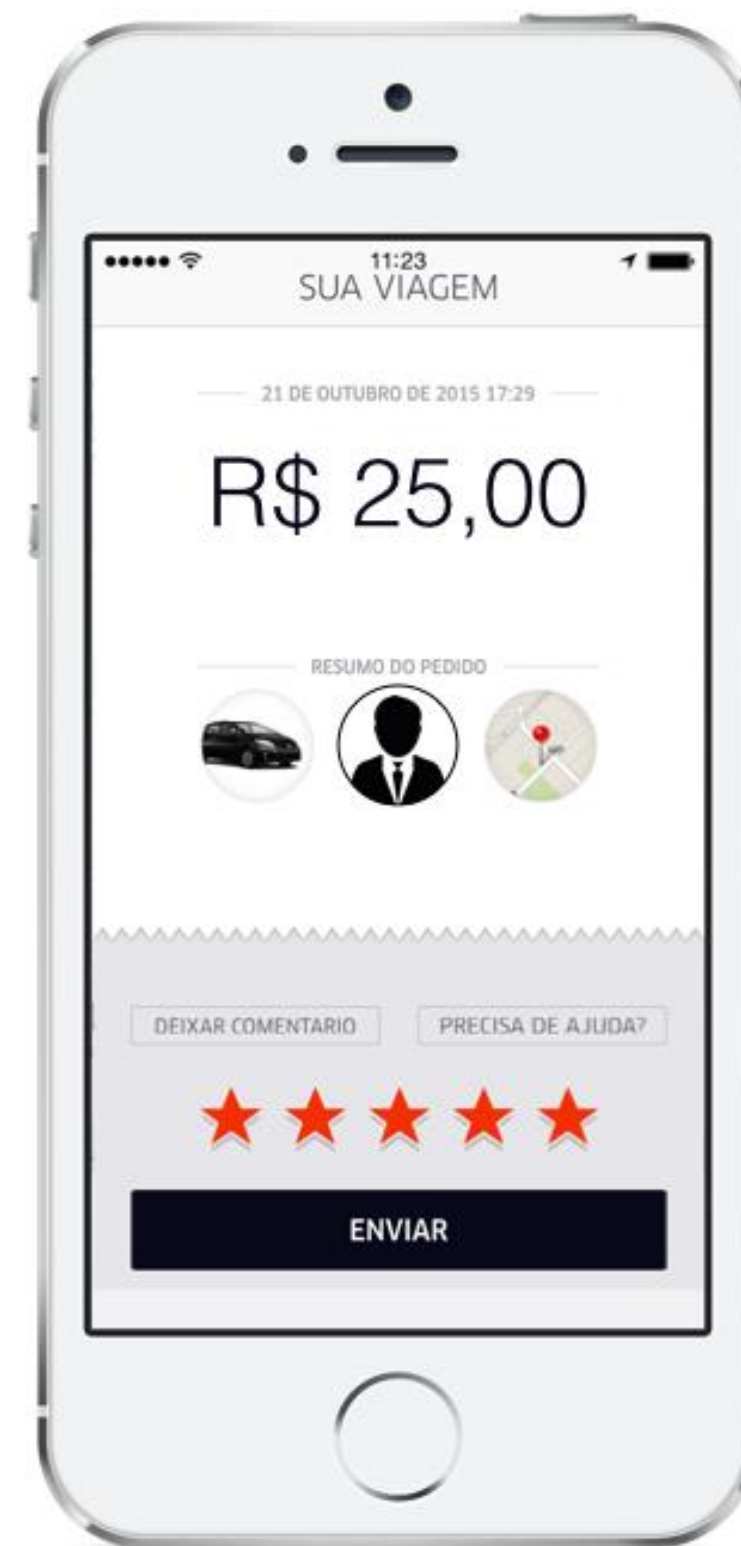 11:23
SUA VIAGEM
21 DE OUTUBRO DE 2015 17:29
R$ 25,00
RESUMO DO PEDIDO
DEIXAR COMENTARIO
PRECISA DE AJUDA?
ENVIAR